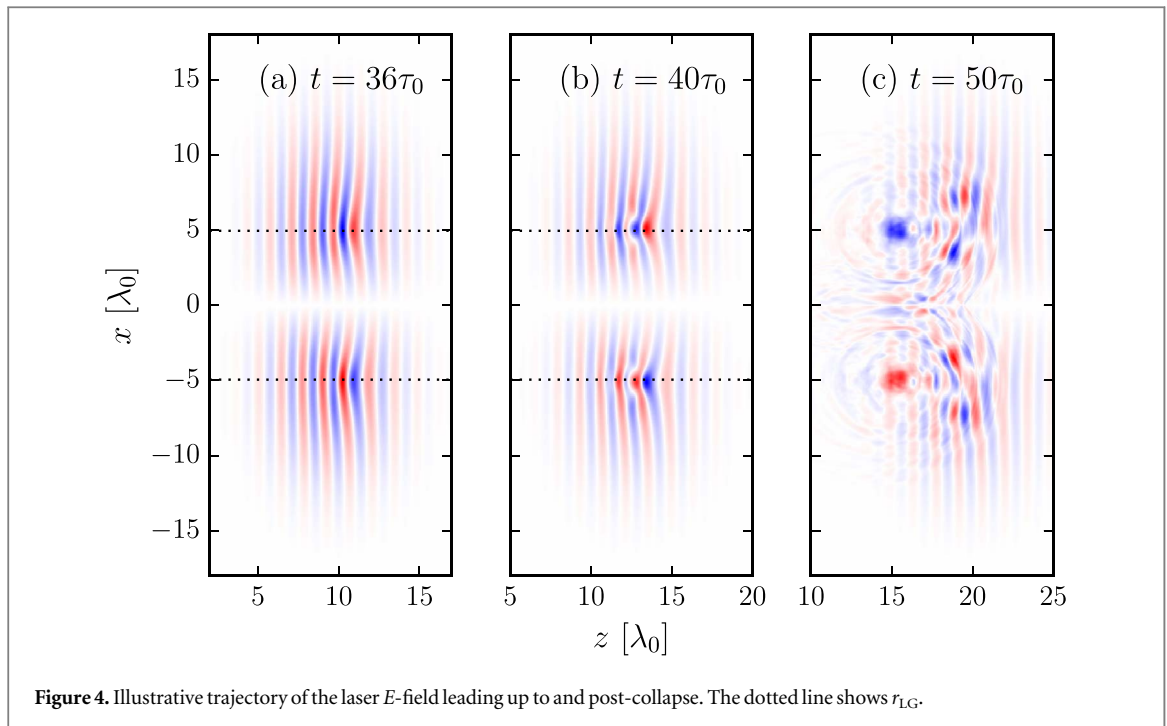 (a) t = 36τ₀ (b) t = 40τ₀ (c) t = 50τ₀
15
10
5
0
−5
−10
−15
x [λ₀]
5 10 15 5 10 15 20 10 15 20 25
z [λ₀]
Figure 4. Illustrative trajectory of the laser E-field leading up to and post-collapse. The dotted line shows r_LG.